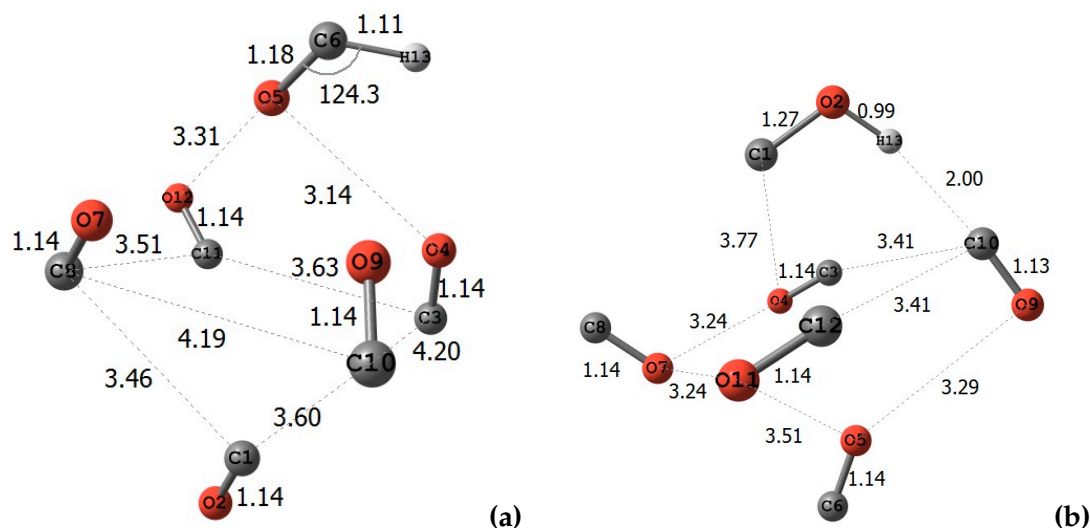 C6
1.11
1.18
H13
O5
124.3
3.31
O12
3.14
O7
1.14
O4
1.14
3.51
C11
O9
3.63
C8
1.14
1.14
C3
4.19
C10
4.20
3.46
3.60
C1
O2
1.14
(a)
O2
1.27
0.99
H13
C1
2.00
3.77
3.41
C10
1.14
C3
1.13
O4
3.41
O9
C8
3.24
C12
1.14
O7
O11
1.14
3.24
3.29
3.51
O5
1.14
C6
(b)